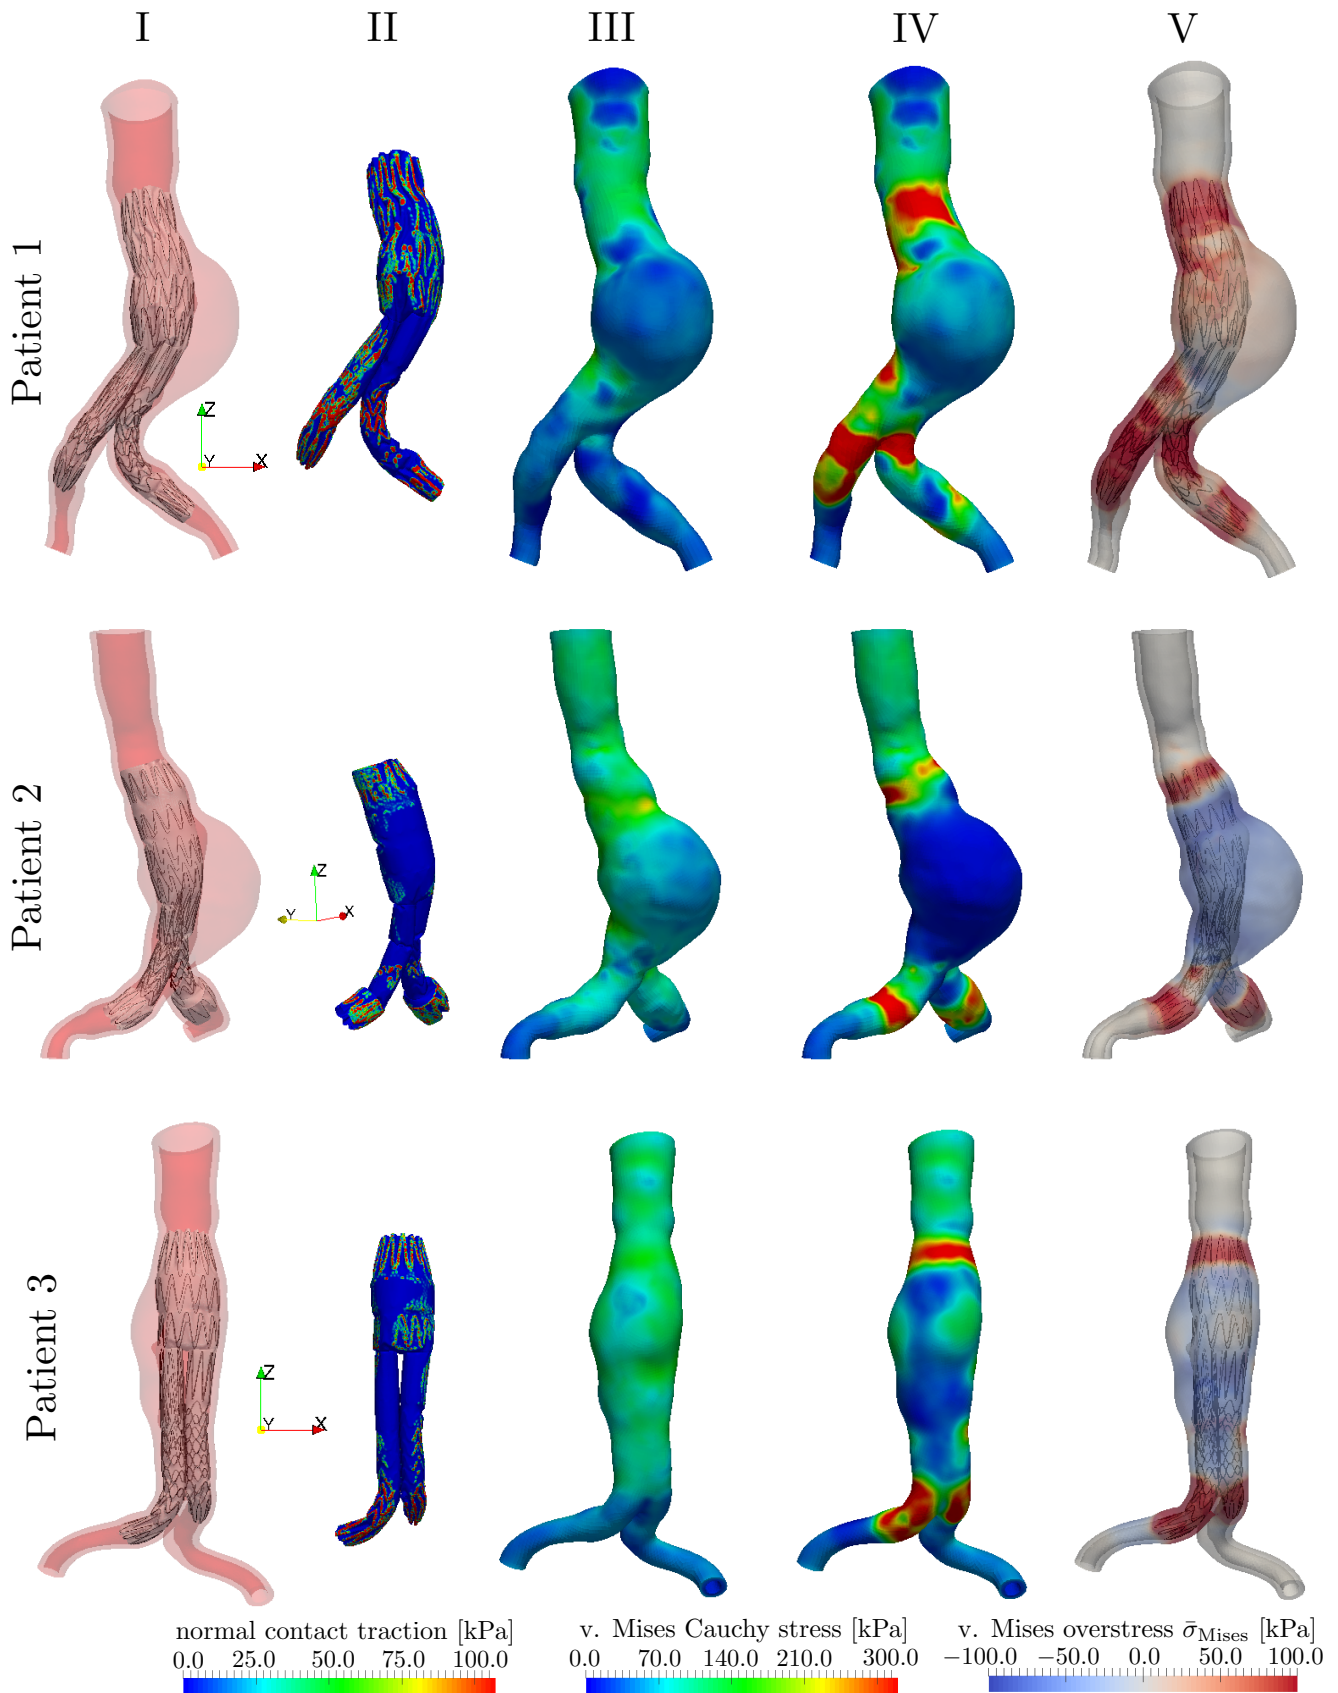 I II III IV V
Patient 1
Z
Y X
Patient 2
Z
Y X
Patient 3
Z
Y X
normal contact traction [kPa] v. Mises Cauchy stress [kPa] v. Mises overstress σ̄Mises [kPa]
0.0 25.0 50.0 75.0 100.0 0.0 70.0 140.0 210.0 300.0 −100.0 −50.0 0.0 50.0 100.0